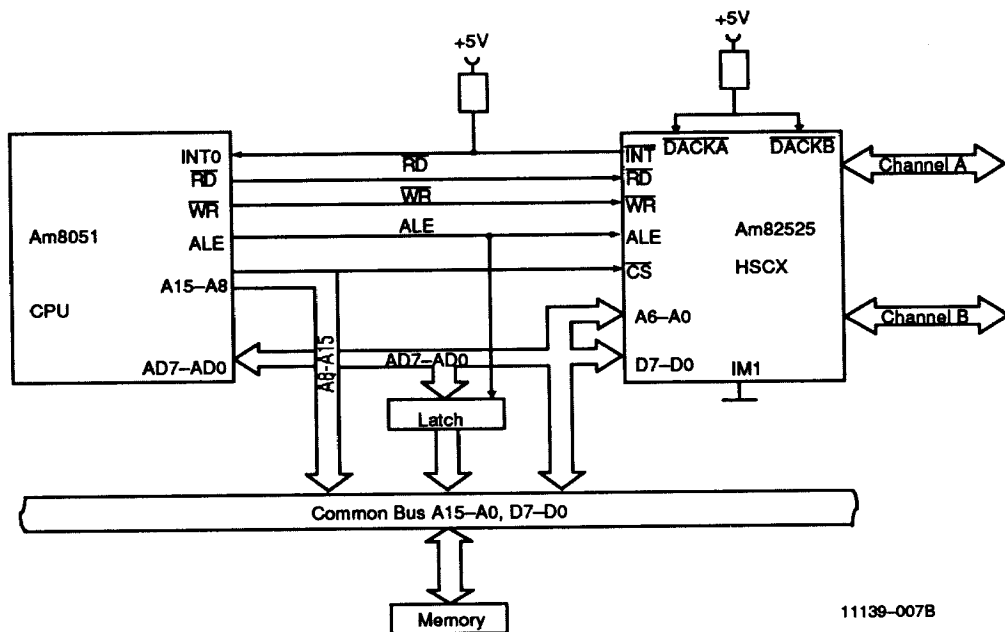 +5V
+5V
INT0
RD
WR
ALE
A15–A8
AD7–AD0
Am8051
CPU
RD
WR
ALE
A8-A15
AD7–AD0
Latch
INT
DACKA
DACKB
RD
WR
ALE
CS
A6–A0
D7–D0
IM1
Am82525
HSCX
Channel A
Channel B
Common Bus A15–A0, D7–D0
Memory
11139–007B